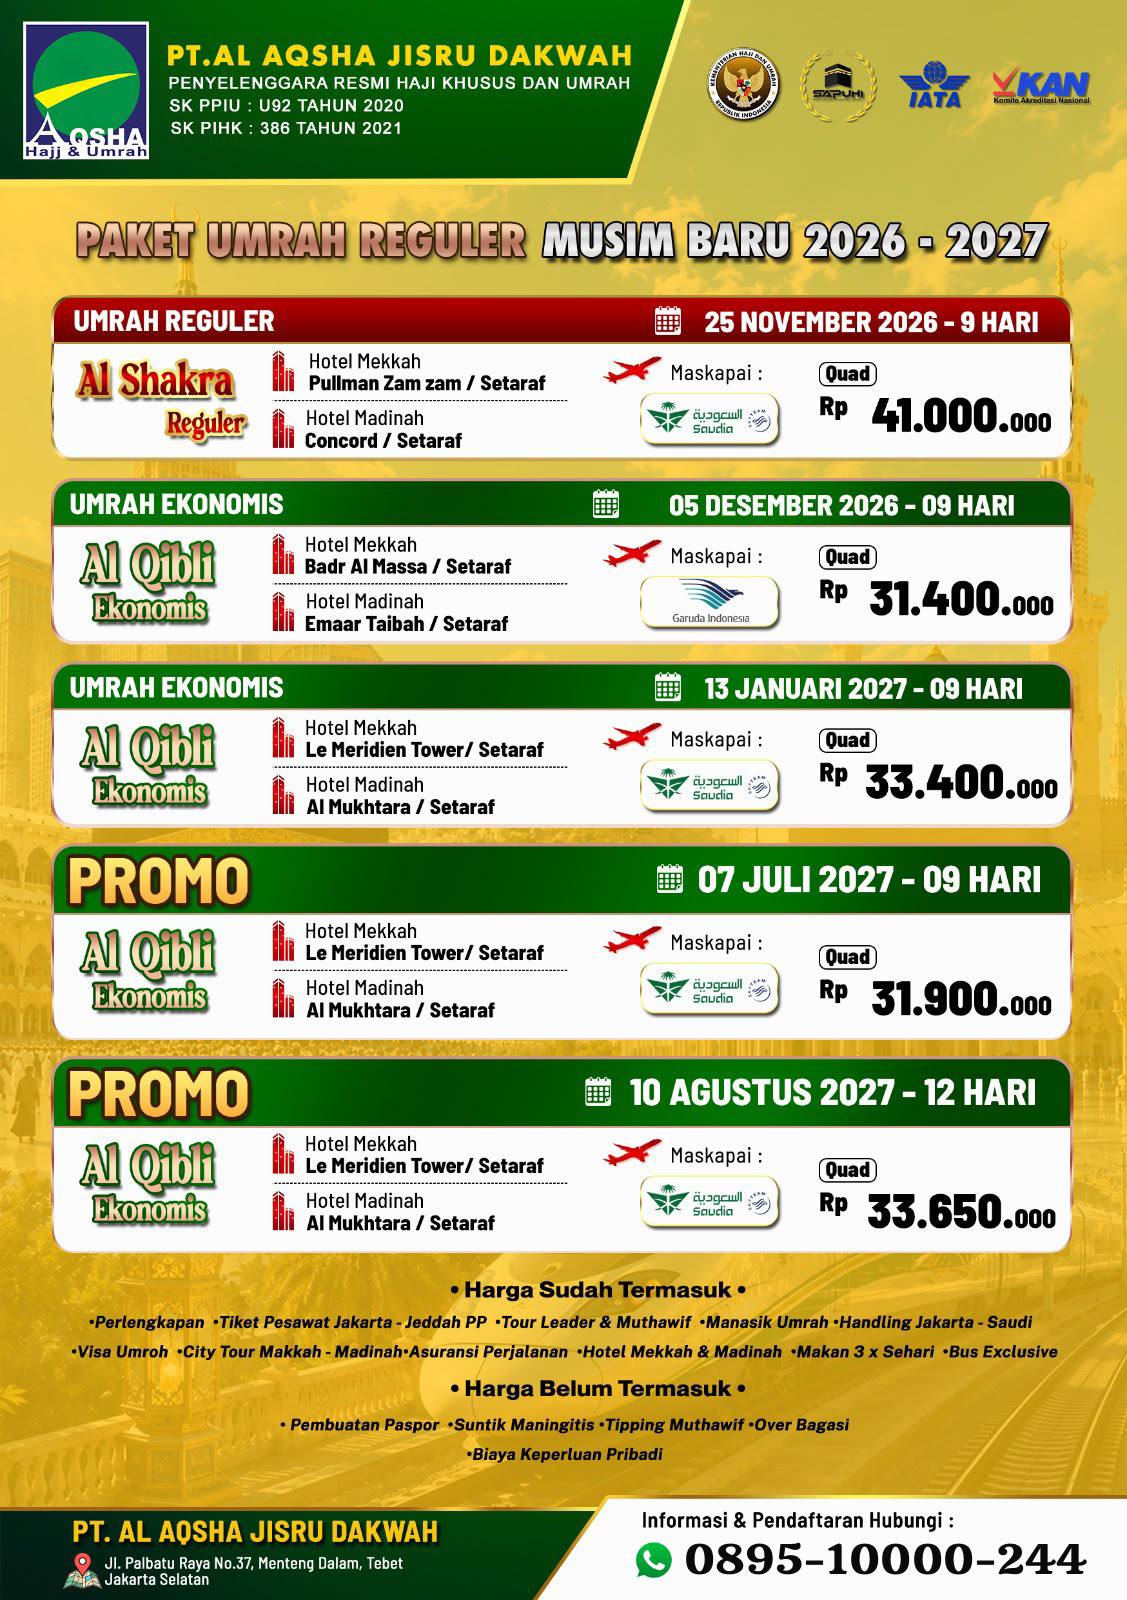 AQSHA
Hajj & Umrah
PT.AL AQSHA JISRU DAKWAH
PENYELENGGARA RESMI HAJI KHUSUS DAN UMRAH
SK PPIU : U92 TAHUN 2020
SK PIHK : 386 TAHUN 2021
KEMENTERIAN HAJI DAN UMRAH
REPUBLIK INDONESIA
SAPUHI
IATA
KAN
Komite Akreditasi Nasional
PAKET UMRAH REGULER MUSIM BARU 2026 - 2027
UMRAH REGULER 25 NOVEMBER 2026 - 9 HARI
Al Shakra
Reguler
Hotel Mekkah
Pullman Zam zam / Setaraf
Hotel Madinah
Concord / Setaraf
Maskapai :
السعودية
Saudia
Quad
Rp 41.000.000
UMRAH EKONOMIS 05 DESEMBER 2026 - 09 HARI
Al Qibli
Ekonomis
Hotel Mekkah
Badr Al Massa / Setaraf
Hotel Madinah
Emaar Taibah / Setaraf
Maskapai :
Garuda Indonesia
Quad
Rp 31.400.000
UMRAH EKONOMIS 13 JANUARI 2027 - 09 HARI
Al Qibli
Ekonomis
Hotel Mekkah
Le Meridien Tower/ Setaraf
Hotel Madinah
Al Mukhtara / Setaraf
Maskapai :
السعودية
Saudia
Quad
Rp 33.400.000
PROMO 07 JULI 2027 - 09 HARI
Al Qibli
Ekonomis
Hotel Mekkah
Le Meridien Tower/ Setaraf
Hotel Madinah
Al Mukhtara / Setaraf
Maskapai :
السعودية
Saudia
Quad
Rp 31.900.000
PROMO 10 AGUSTUS 2027 - 12 HARI
Al Qibli
Ekonomis
Hotel Mekkah
Le Meridien Tower/ Setaraf
Hotel Madinah
Al Mukhtara / Setaraf
Maskapai :
السعودية
Saudia
Quad
Rp 33.650.000
• Harga Sudah Termasuk •
•Perlengkapan •Tiket Pesawat Jakarta - Jeddah PP •Tour Leader & Muthawif •Manasik Umrah •Handling Jakarta - Saudi
•Visa Umroh •City Tour Makkah - Madinah•Asuransi Perjalanan •Hotel Mekkah & Madinah •Makan 3 x Sehari •Bus Exclusive
• Harga Belum Termasuk •
• Pembuatan Paspor •Suntik Maningitis •Tipping Muthawif •Over Bagasi
•Biaya Keperluan Pribadi
PT. AL AQSHA JISRU DAKWAH
Jl. Palbatu Raya No.37, Menteng Dalam, Tebet
Jakarta Selatan
Informasi & Pendaftaran Hubungi :
0895-10000-244